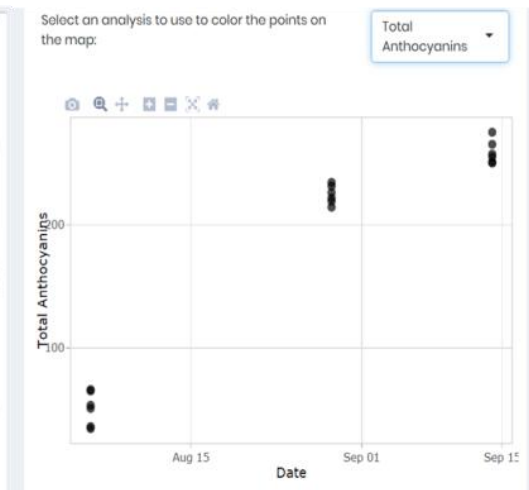 Select an analysis to use to color the points on
the map:
Total
Anthocyanins
Total Anthocyanins
200
100
Aug 15
Sep 01
Sep 15
Date